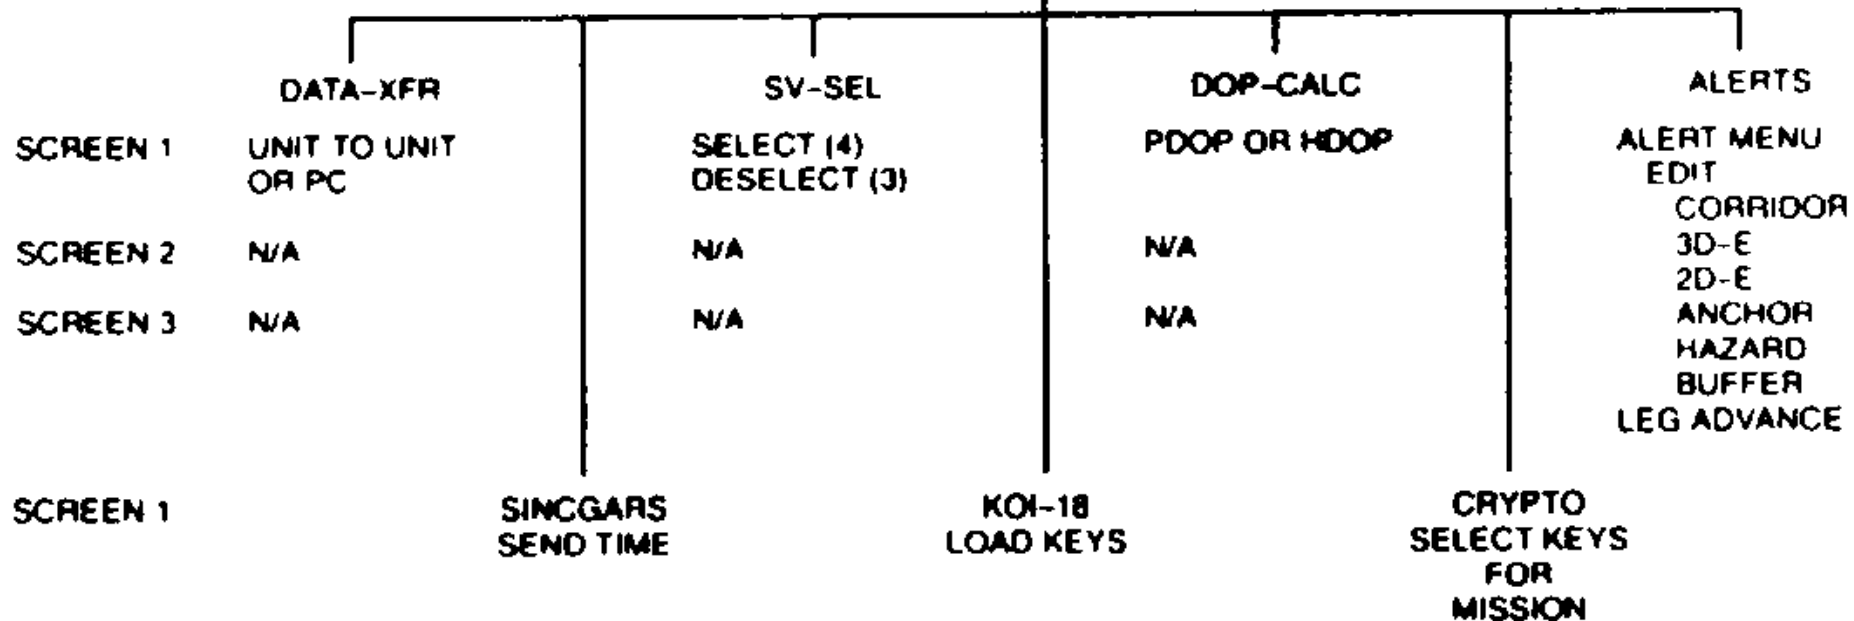 DATA-XFR SV-SEL DOP-CALC ALERTS
SCREEN 1 UNIT TO UNIT SELECT (4) PDOP OR HDOP ALERT MENU
OR PC DESELECT (3) EDIT
CORRIDOR
SCREEN 2 N/A N/A N/A 3D-E
2D-E
SCREEN 3 N/A N/A N/A ANCHOR
HAZARD
BUFFER
LEG ADVANCE
SCREEN 1 SINCGARS KOI-18 CRYPTO
SEND TIME LOAD KEYS SELECT KEYS
FOR
MISSION